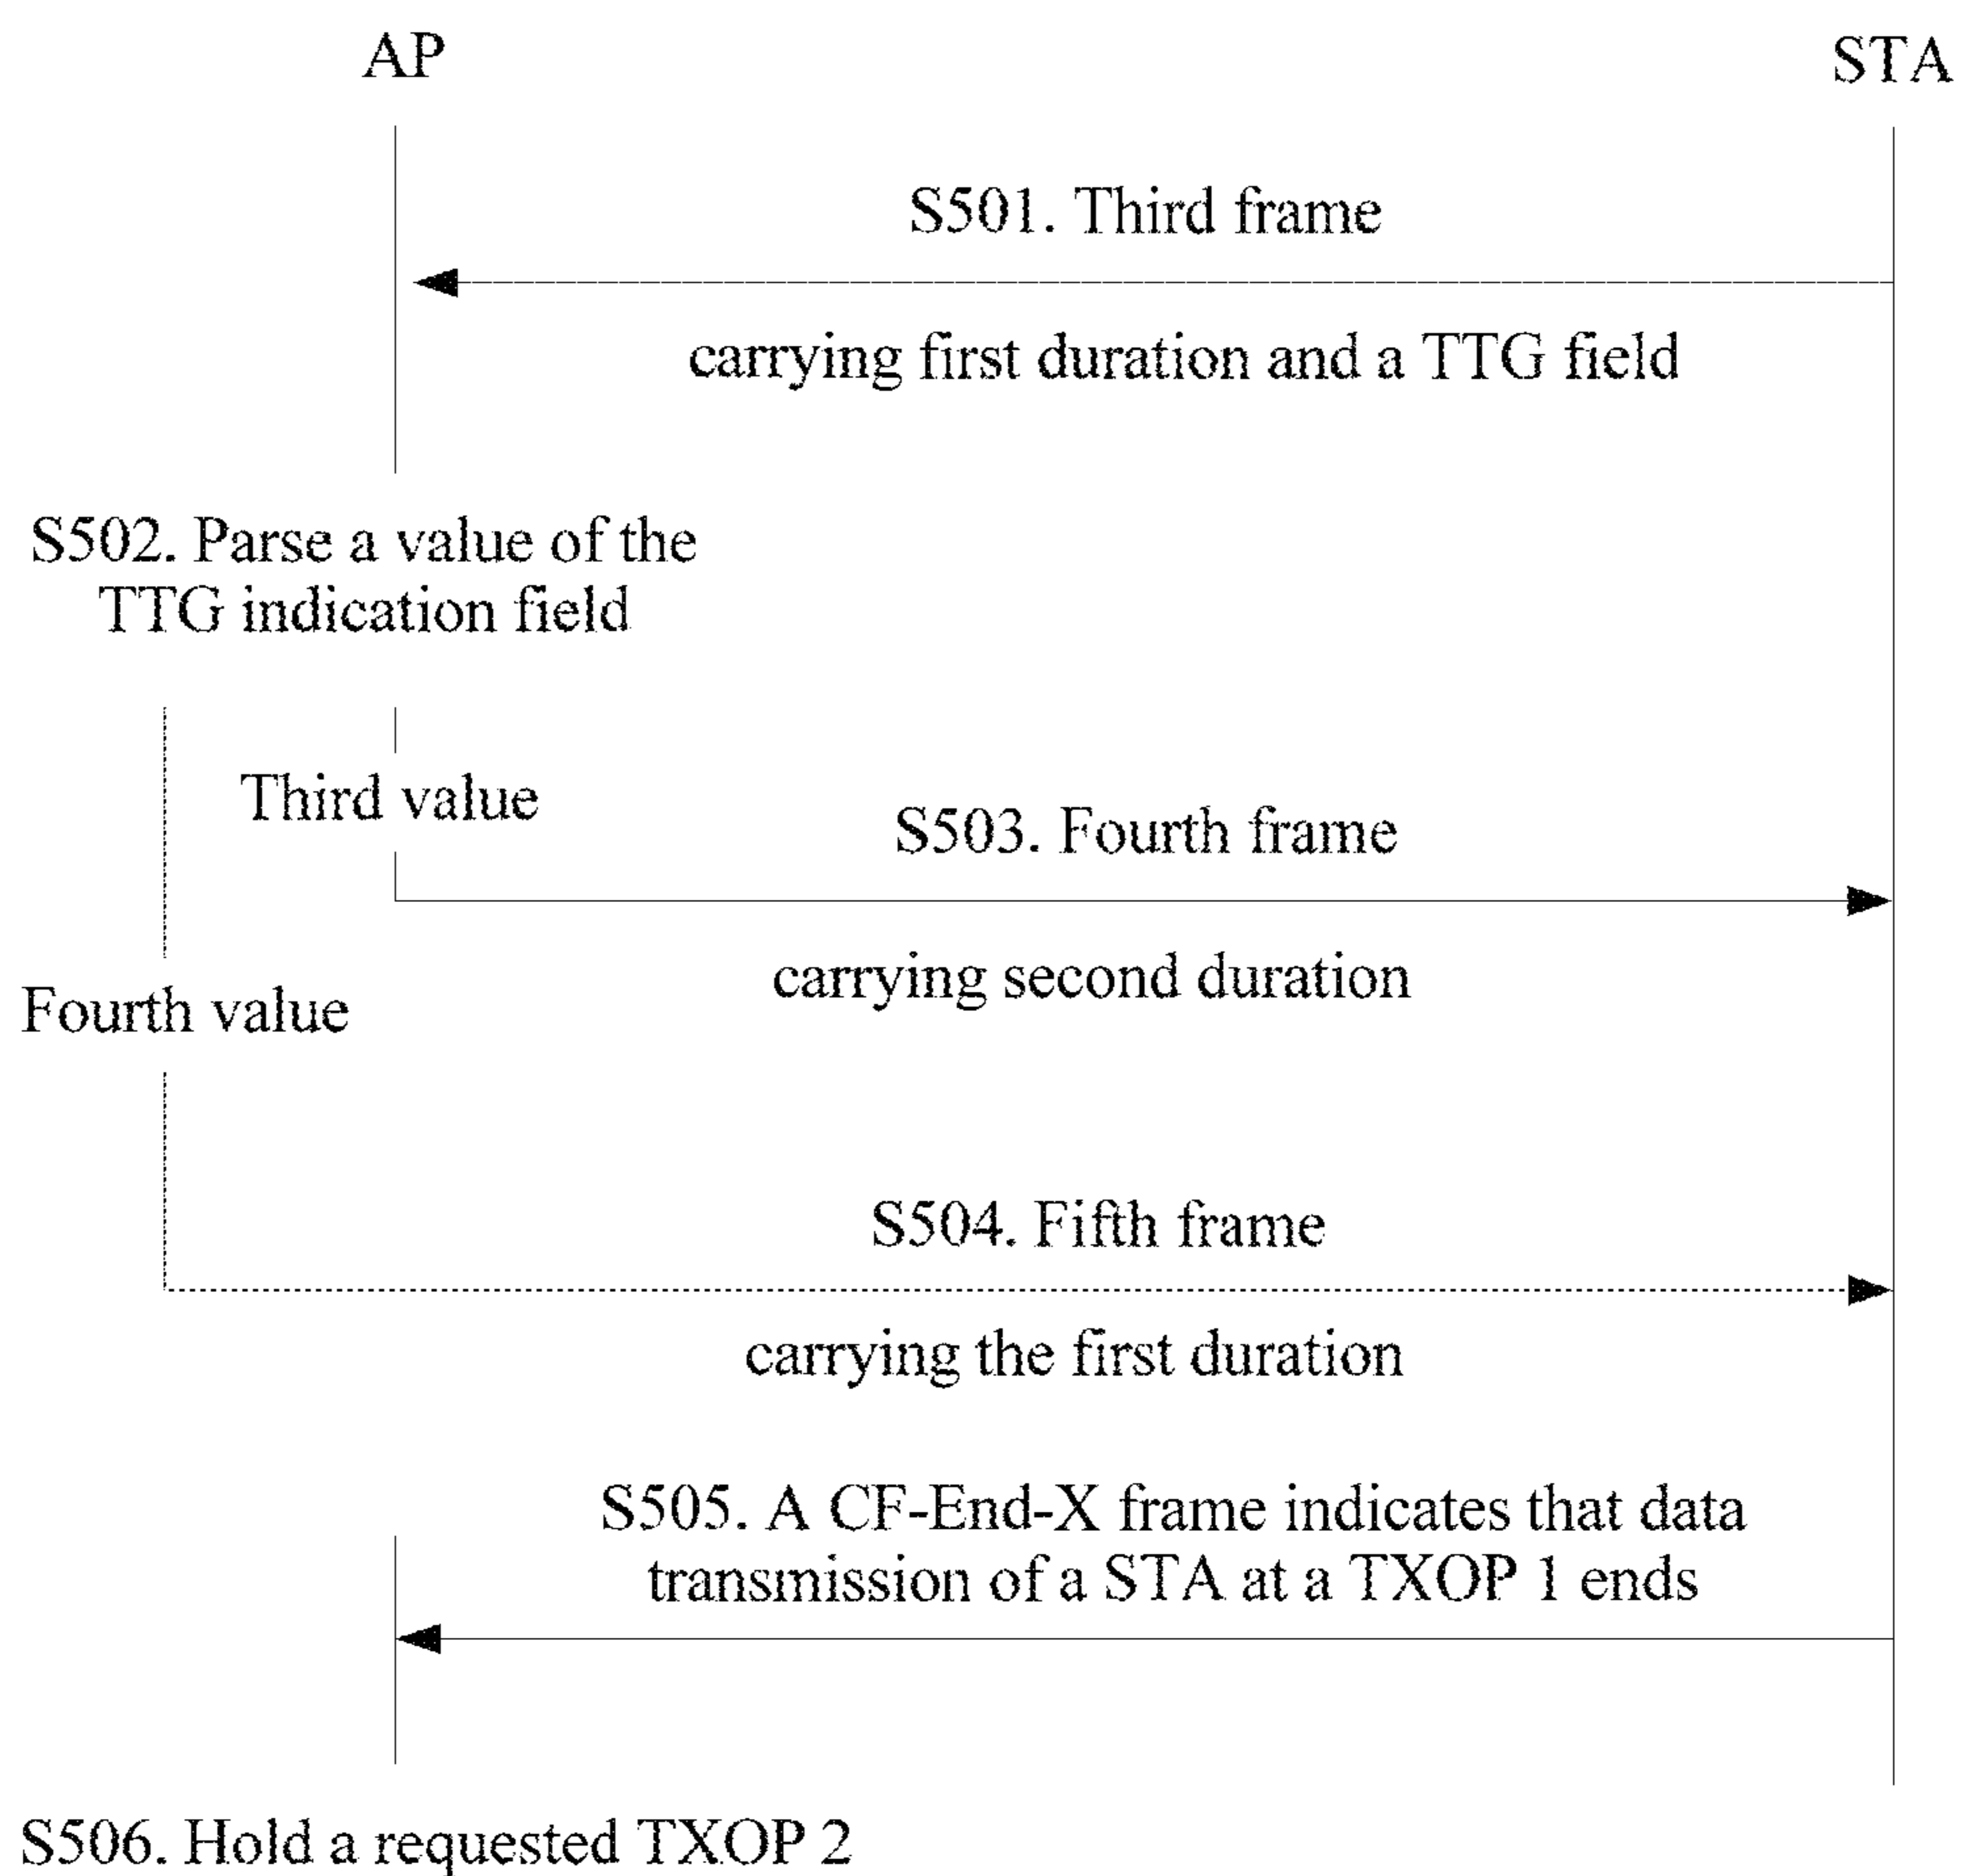 AP
STA
S501. Third frame
carrying first duration and a TTG field
S502. Parse a value of the
TTG indication field
Third value
S503. Fourth frame
carrying second duration
Fourth value
S504. Fifth frame
carrying the first duration
S505. A CF-End-X frame indicates that data
transmission of a STA at a TXOP 1 ends
S506. Hold a requested TXOP 2